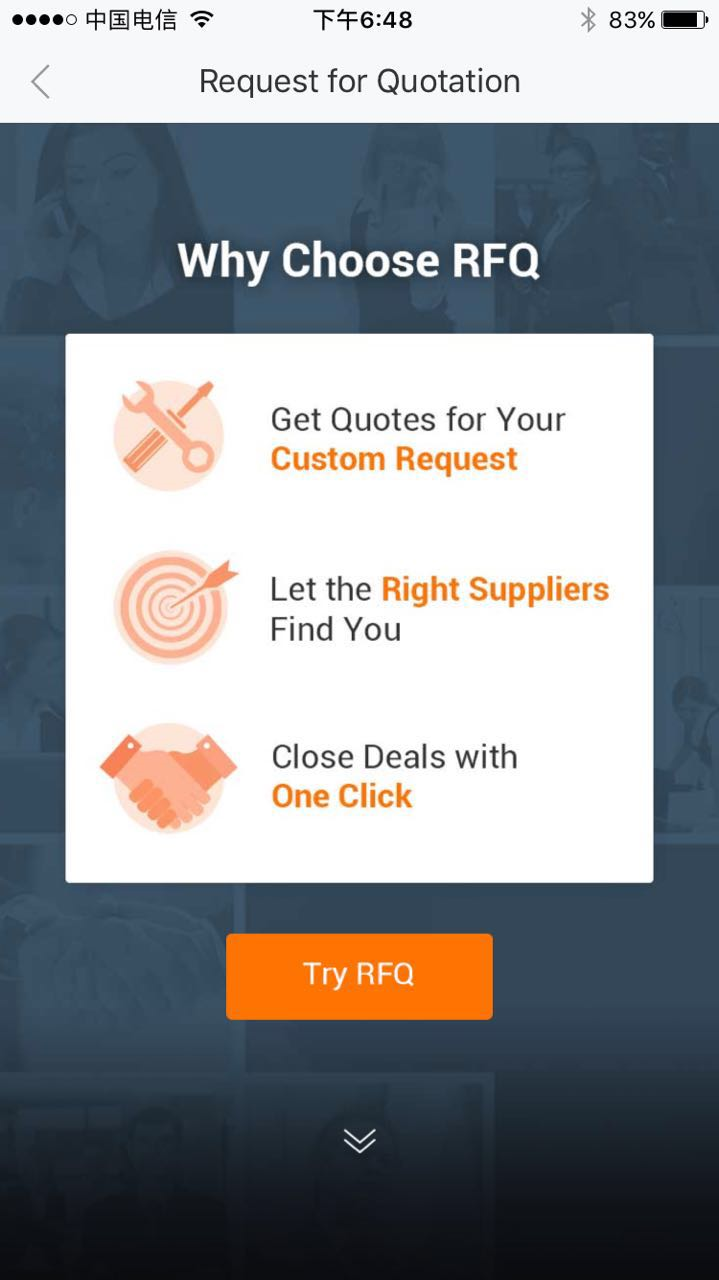 中国电信 下午6:48 83%
Request for Quotation
Why Choose RFQ
Get Quotes for Your
Custom Request
Let the Right Suppliers
Find You
Close Deals with
One Click
Try RFQ